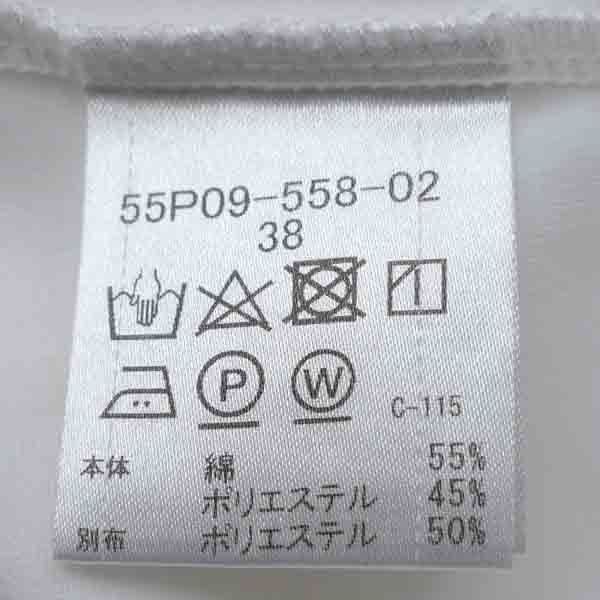 55P09-558-02
38
P W C-115
本体 綿 55%
ポリエステル 45%
別布 ポリエステル 50%